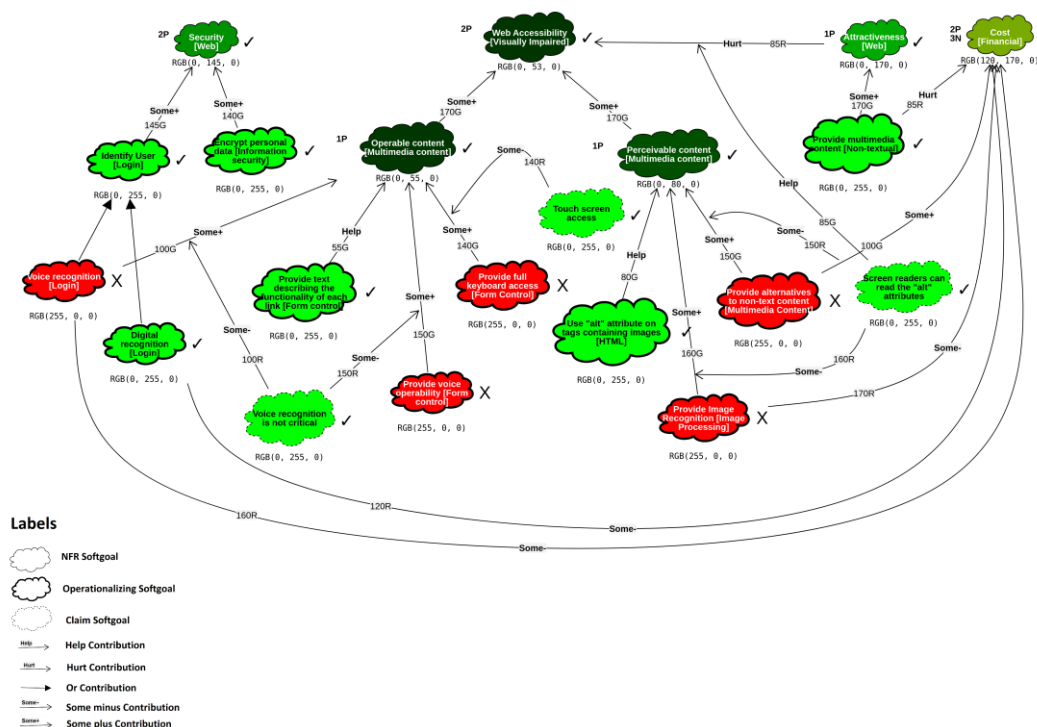 2P
Security
[Web]
✓
RGB(0, 145, 0)
2P
Web Accessibility
[Visually Impaired]
✓
RGB(0, 53, 0)
Hurt
85R
1P
Attractiveness
[Web]
✓
RGB(0, 170, 0)
2P
3N
Cost
[Financial]
RGB(120, 170, 0)
Some+
145G
Some+
140G
Some+
170G
Some+
170G
Some+
170G
Hurt
85R
Identify User
[Login]
✓
RGB(0, 255, 0)
Encrypt personal
data [Information
security]
✓
RGB(0, 255, 0)
1P
Operable content
[Multimedia content]
✓
RGB(0, 55, 0)
Some-
140R
1P
Perceivable content
[Multimedia content]
✓
RGB(0, 80, 0)
Provide multimedia
content [Non-textual]
✓
RGB(0, 255, 0)
Help
85G
Touch screen
access
✓
RGB(0, 255, 0)
Some+
100G
Help
55G
Some+
140G
Help
80G
Some+
150G
Some-
150R
Some+
100G
Voice recognition
[Login]
X
RGB(255, 0, 0)
Provide text
describing the
functionality of each
link [Form control]
✓
RGB(0, 255, 0)
Provide full
keyboard access
[Form Control]
X
RGB(255, 0, 0)
Provide alternatives
to non-text content
[Multimedia Content]
X
RGB(255, 0, 0)
Screen readers can
read the "alt"
attributes
✓
RGB(0, 255, 0)
Digital
recognition
[Login]
✓
RGB(0, 255, 0)
Some-
100R
Some-
150R
Some+
150G
Use "alt" attribute on
tags containing images
[HTML]
✓
RGB(0, 255, 0)
Some+
160G
160R
Some-
Some-
170R
Voice recognition
is not critical
✓
RGB(0, 255, 0)
Provide voice
operability [Form
control]
X
RGB(255, 0, 0)
Provide Image
Recognition [Image
Processing]
X
RGB(255, 0, 0)
120R
Some-
160R
Some-
Labels
NFR Softgoal
Operationalizing Softgoal
Claim Softgoal
Help
Help Contribution
Hurt
Hurt Contribution
Or Contribution
Some-
Some minus Contribution
Some+
Some plus Contribution